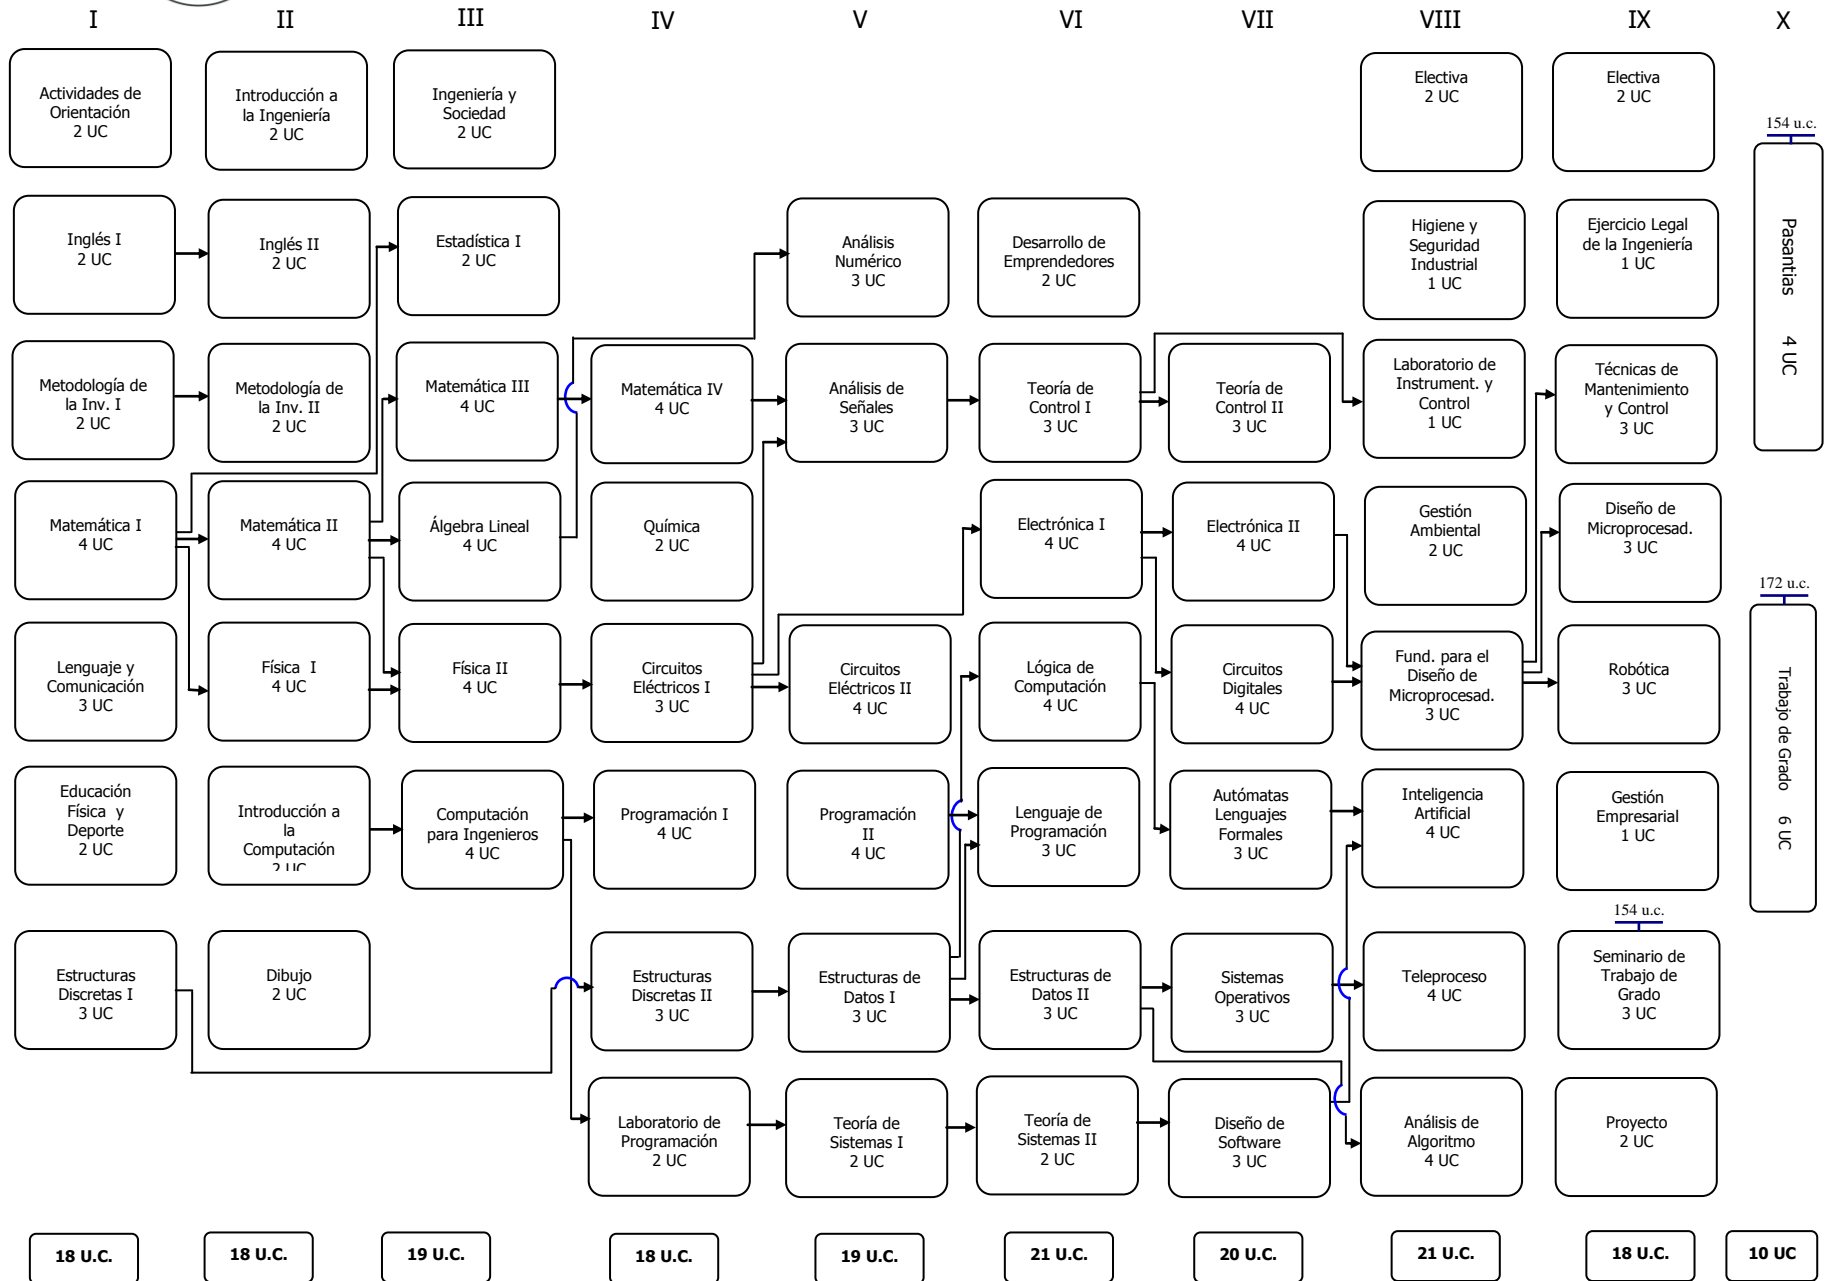 I II III IV V VI VII VIII IX X
Actividades de
Orientación
2 UC
Introducción a
la Ingeniería
2 UC
Ingeniería y
Sociedad
2 UC
Electiva
2 UC
Electiva
2 UC
154 u.c.
Pasantias 4 UC
Inglés I
2 UC
Inglés II
2 UC
Estadística I
2 UC
Análisis
Numérico
3 UC
Desarrollo de
Emprendedores
2 UC
Higiene y
Seguridad
Industrial
1 UC
Ejercicio Legal
de la Ingeniería
1 UC
Metodología de
la Inv. I
2 UC
Metodología de
la Inv. II
2 UC
Matemática III
4 UC
Matemática IV
4 UC
Análisis de
Señales
3 UC
Teoría de
Control I
3 UC
Teoría de
Control II
3 UC
Laboratorio de
Instrument. y
Control
1 UC
Técnicas de
Mantenimiento
y Control
3 UC
Matemática I
4 UC
Matemática II
4 UC
Álgebra Lineal
4 UC
Química
2 UC
Electrónica I
4 UC
Electrónica II
4 UC
Gestión
Ambiental
2 UC
Diseño de
Microprocesad.
3 UC
172 u.c.
Trabajo de Grado 6 UC
Lenguaje y
Comunicación
3 UC
Física I
4 UC
Física II
4 UC
Circuitos
Eléctricos I
3 UC
Circuitos
Eléctricos II
4 UC
Lógica de
Computación
4 UC
Circuitos
Digitales
4 UC
Fund. para el
Diseño de
Microprocesad.
3 UC
Robótica
3 UC
Educación
Física y
Deporte
2 UC
Introducción a
la
Computación
2 UC
Computación
para Ingenieros
4 UC
Programación I
4 UC
Programación
II
4 UC
Lenguaje de
Programación
3 UC
Autómatas
Lenguajes
Formales
3 UC
Inteligencia
Artificial
4 UC
Gestión
Empresarial
1 UC
Estructuras
Discretas I
3 UC
Dibujo
2 UC
Estructuras
Discretas II
3 UC
Estructuras de
Datos I
3 UC
Estructuras de
Datos II
3 UC
Sistemas
Operativos
3 UC
Teleproceso
4 UC
154 u.c.
Seminario de
Trabajo de
Grado
3 UC
Laboratorio de
Programación
2 UC
Teoría de
Sistemas I
2 UC
Teoría de
Sistemas II
2 UC
Diseño de
Software
3 UC
Análisis de
Algoritmo
4 UC
Proyecto
2 UC
18 U.C. 18 U.C. 19 U.C. 18 U.C. 19 U.C. 21 U.C. 20 U.C. 21 U.C. 18 U.C. 10 UC